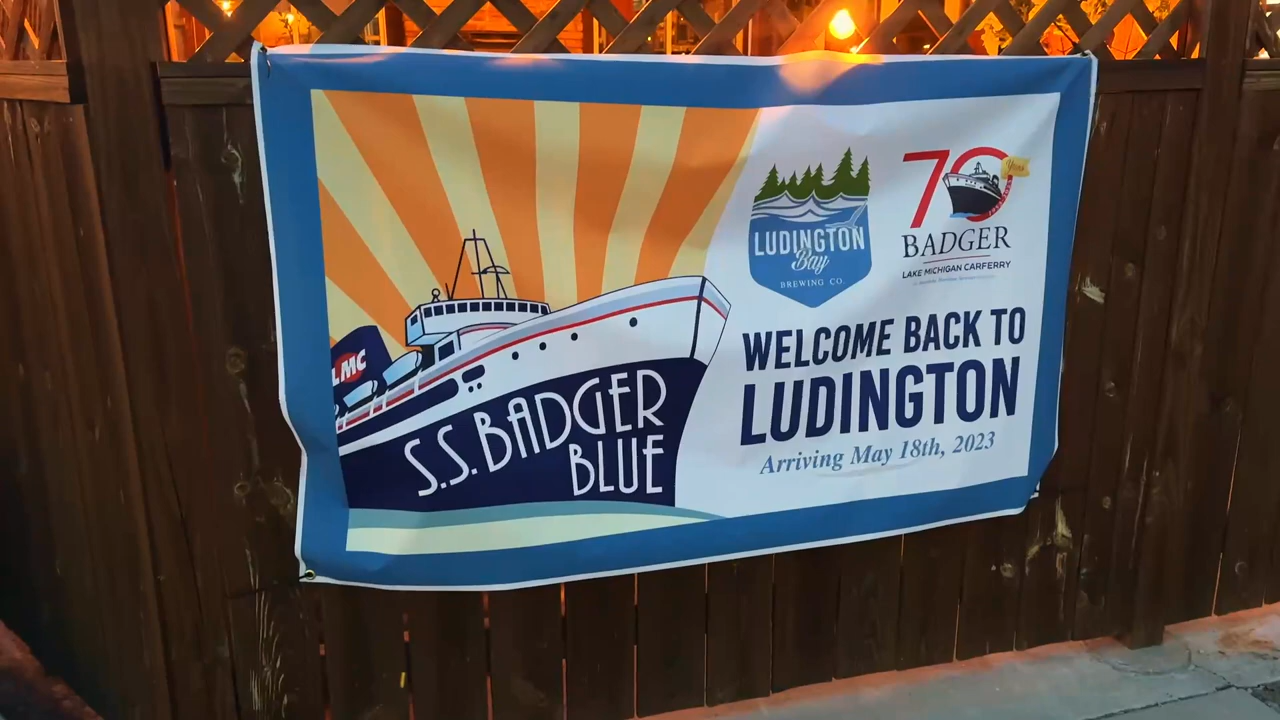 LMC
S.S. BADGER
BLUE
LUDINGTON
Bay
BREWING CO.
70
Years
BADGER
LAKE MICHIGAN CARFERRY
WELCOME BACK TO
LUDINGTON
Arriving May 18th, 2023